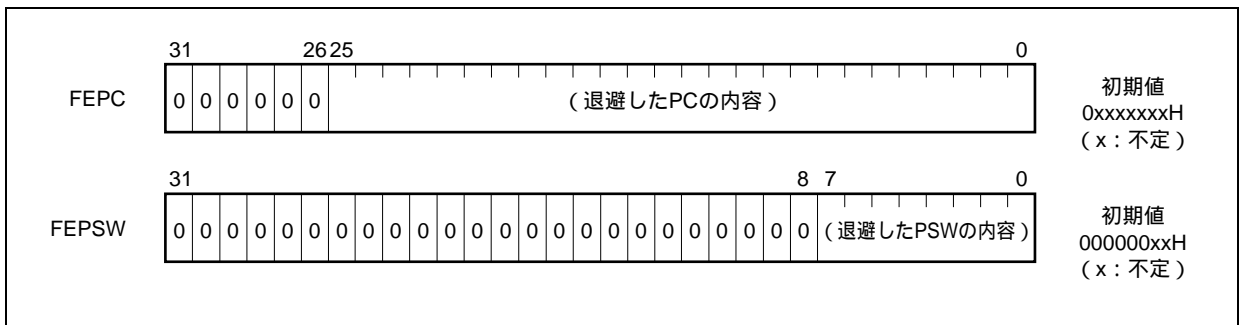 31 26 25 0
FEPC 0 0 0 0 0 0 （退避したPCの内容） 初期値
0xxxxxxxH
（x：不定）
31 8 7 0
FEPSW 0 0 0 0 0 0 0 0 0 0 0 0 0 0 0 0 0 0 0 0 0 0 0 0 （退避したPSWの内容） 初期値
000000xxH
（x：不定）